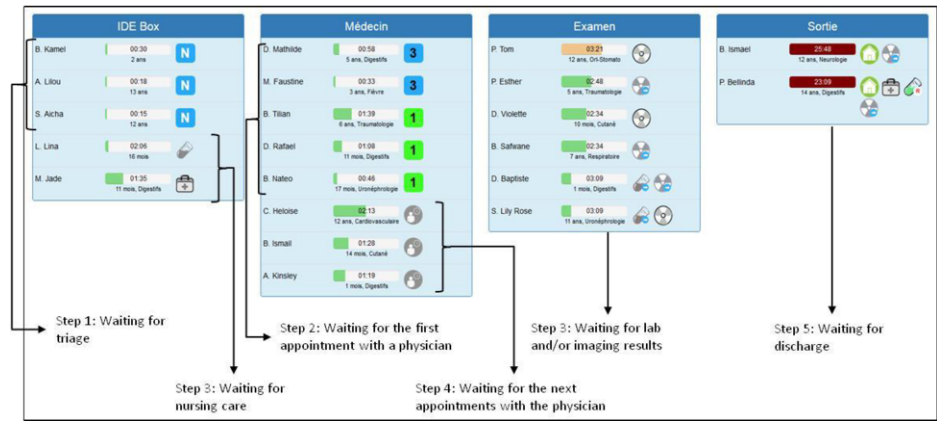 IDE Box
B. Kamel
00:30
2 ans
N
A. Lilou
00:18
13 ans
N
S. Aicha
00:15
12 ans
N
L. Lina
02:06
16 mois
M. Jade
01:35
11 mois, Digestifs
Médecin
D. Mathilde
00:58
5 ans, Digestifs
3
M. Faustine
00:33
3 ans, Fièvre
3
B. Tilian
01:39
6 ans, Traumatologie
1
D. Rafael
01:08
11 mois, Digestifs
1
B. Nateo
00:46
17 mois, Uronéphrologie
1
C. Heloise
02:13
12 ans, Cardiovasculaire
B. Ismail
01:28
14 mois, Cutané
A. Kinsley
01:19
1 mois, Digestifs
Examen
P. Tom
03:21
12 ans, Orl-Stomato
P. Esther
02:48
5 ans, Traumatologie
D. Violette
02:34
10 mois, Cutané
B. Safwane
02:34
7 ans, Respiratoire
D. Baptiste
03:09
1 mois, Digestifs
S. Lily Rose
03:09
11 ans, Uronéphrologie
Sortie
B. Ismael
25:48
12 ans, Neurologie
P. Bellinda
23:09
14 ans, Digestifs
Step 1: Waiting for
triage
Step 3: Waiting for
nursing care
Step 2: Waiting for the first
appointment with a physician
Step 4: Waiting for the next
appointments with the physician
Step 3: Waiting for lab
and/or imaging results
Step 5: Waiting for
discharge